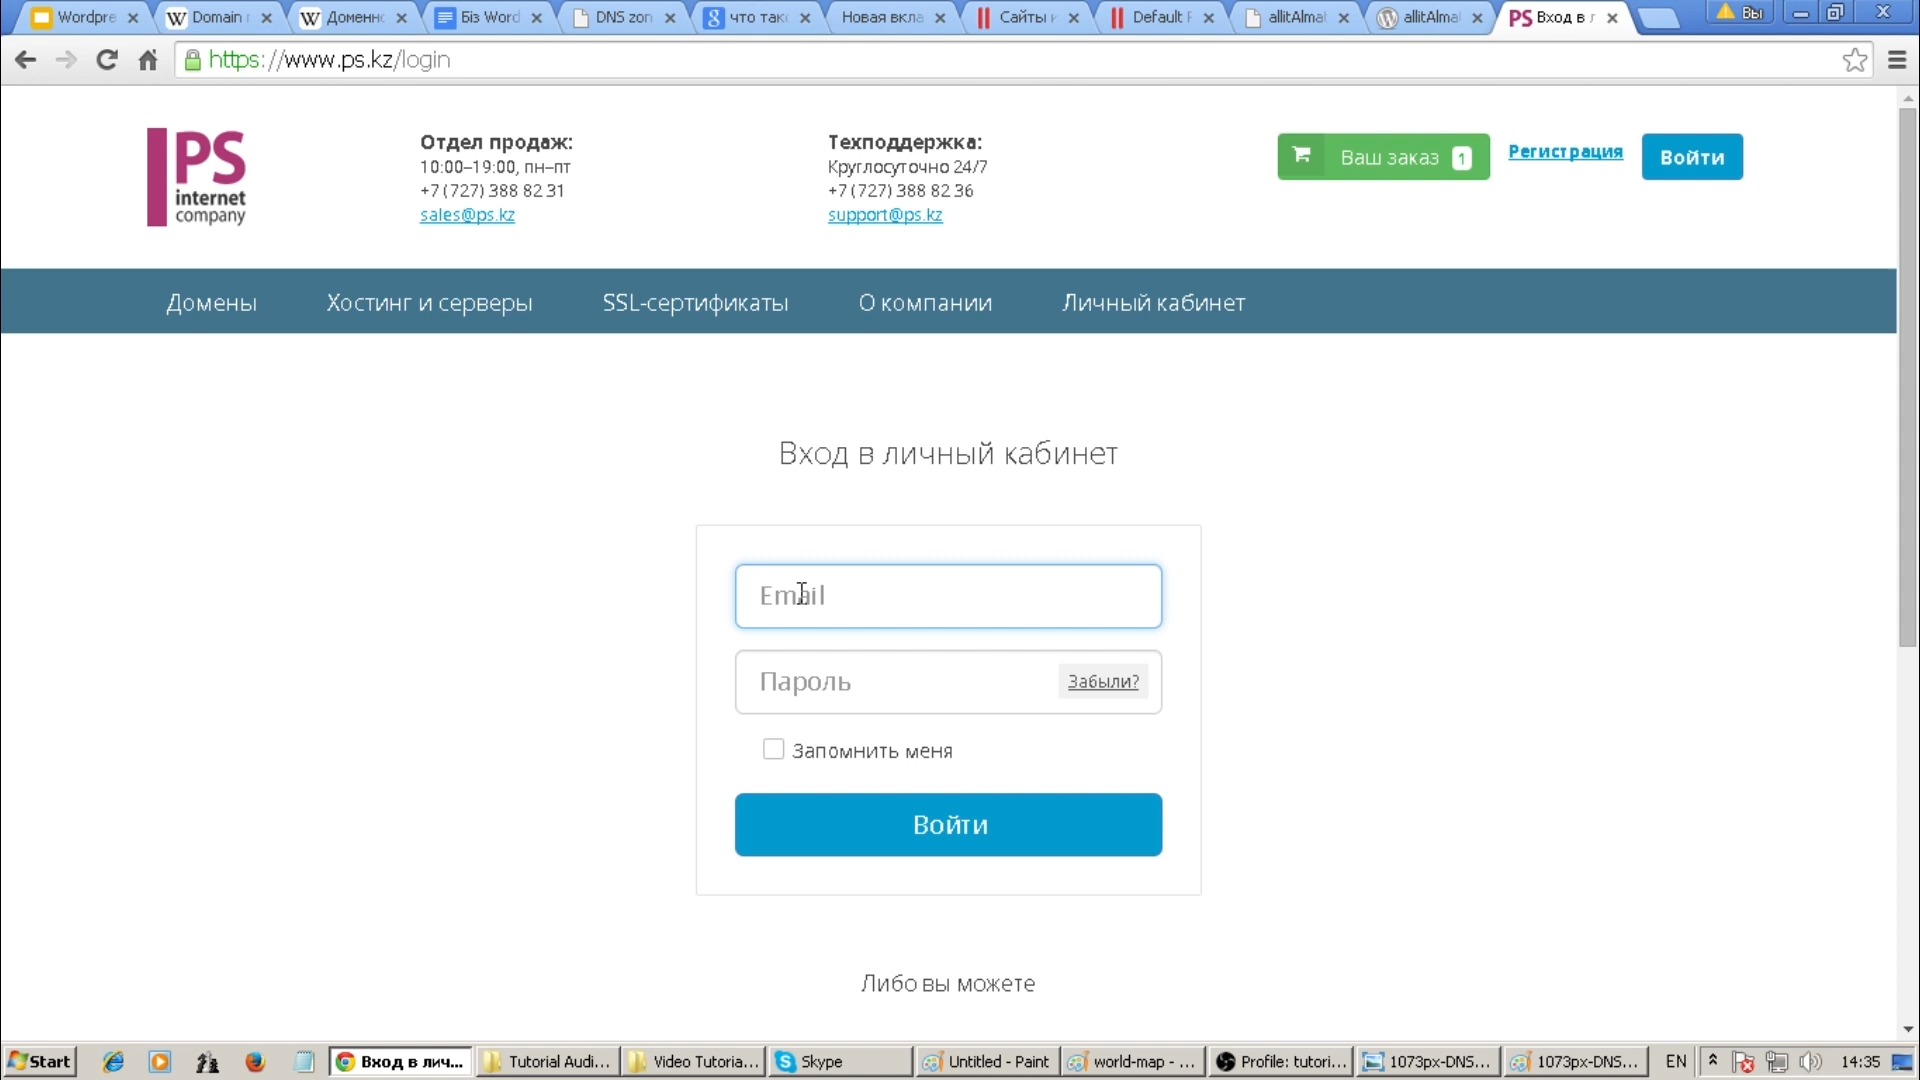 Wordpre
Domain
Доменн
Біз Word
DNS zon
что так
Новая вкла
Сайты и
Default F
allitAlma
allitAlma
Вход в л
Вы
https://www.ps.kz/login
PS
internet
company
Отдел продаж:
10:00–19:00, пн–пт
+7 (727) 388 82 31
sales@ps.kz
Техподдержка:
Круглосуточно 24/7
+7 (727) 388 82 36
support@ps.kz
Ваш заказ 1
Регистрация
Войти
Домены
Хостинг и серверы
SSL-сертификаты
О компании
Личный кабинет
Вход в личный кабинет
Email
Пароль
Забыли?
Запомнить меня
Войти
Либо вы можете
Start
Вход в лич...
Tutorial Audi...
Video Tutoria...
Skype
Untitled - Paint
world-map - ...
Profile: tutori...
1073px-DNS...
1073px-DNS...
EN
14:35